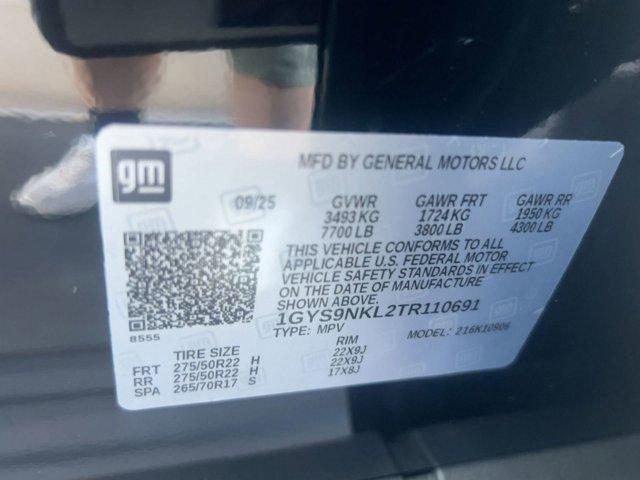 gm
MFD BY GENERAL MOTORS LLC
09/25 GVWR GAWR FRT GAWR RR
3493 KG 1724 KG 1950 KG
7700 LB 3800 LB 4300 LB
THIS VEHICLE CONFORMS TO ALL
APPLICABLE U.S. FEDERAL MOTOR
VEHICLE SAFETY STANDARDS IN EFFECT
ON THE DATE OF MANUFACTURE
SHOWN ABOVE.
1GYS9NKL2TR110691
8555
TYPE: MPV MODEL: 216K10906
TIRE SIZE RIM
FRT 275/50R22 H 22X9J
RR 275/50R22 H 22X9J
SPA 265/70R17 S 17X8J